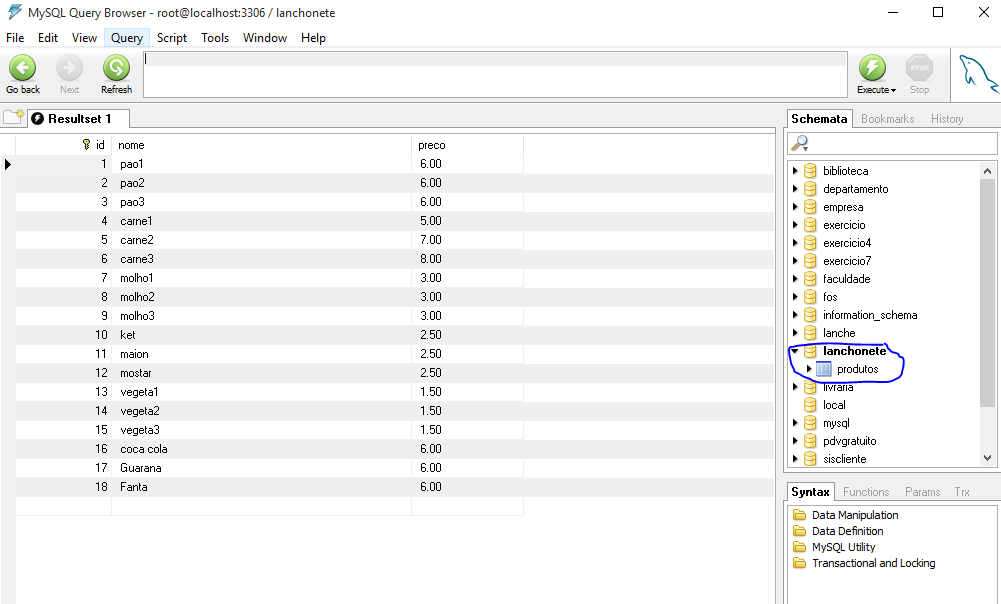 MySQL Query Browser - root@localhost:3306 / lanchonete
File Edit View Query Script Tools Window Help
Go back Next Refresh Execute Stop
STOP
Resultset 1
id nome preco
1 pao1 6.00
2 pao2 6.00
3 pao3 6.00
4 carne1 5.00
5 carne2 7.00
6 carne3 8.00
7 molho1 3.00
8 molho2 3.00
9 molho3 3.00
10 ket 2.50
11 maion 2.50
12 mostar 2.50
13 vegeta1 1.50
14 vegeta2 1.50
15 vegeta3 1.50
16 coca cola 6.00
17 Guarana 6.00
18 Fanta 6.00
Schemata Bookmarks History
biblioteca
departamento
empresa
exercicio
exercicio4
exercicio7
faculdade
fos
information_schema
lanche
lanchonete
produtos
livraria
local
mysql
pdvgratuito
siscliente
Syntax Functions Params Trx
Data Manipulation
Data Definition
MySQL Utility
Transactional and Locking